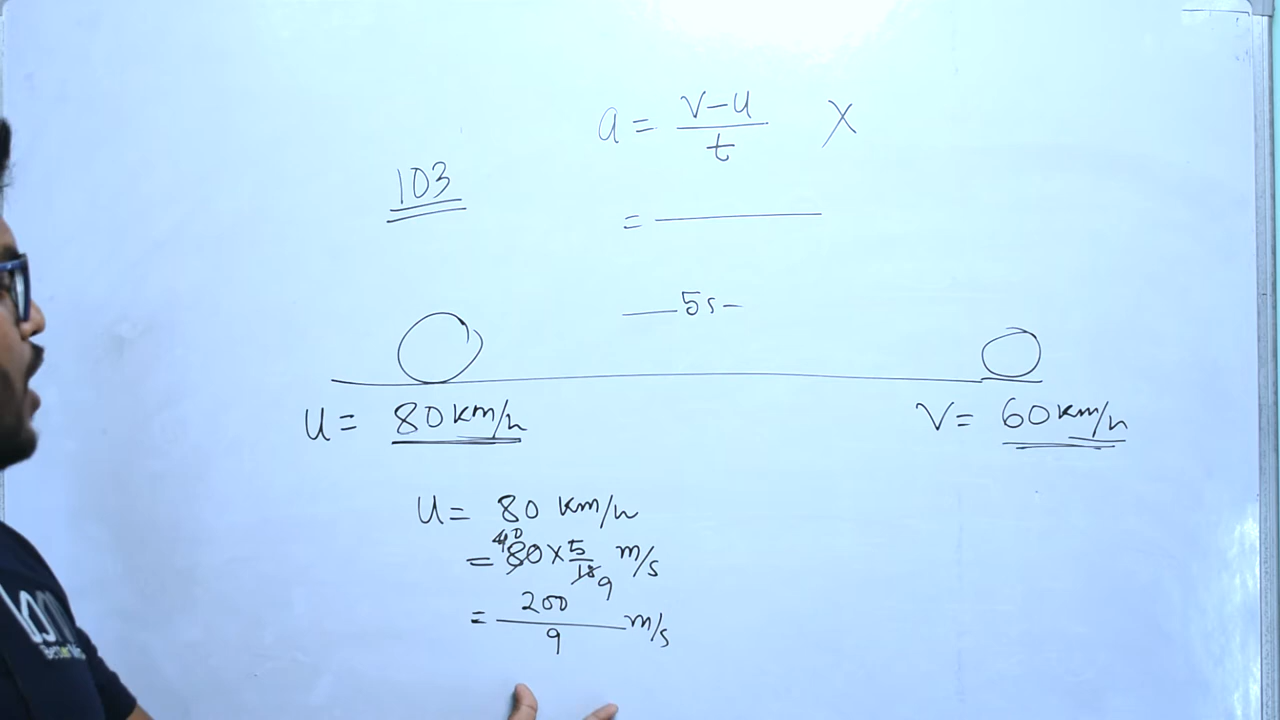 a = v-u / t X
103
=
5s
u = 80 km/h
v = 60 km/h
u = 80 km/h
= 80 40 × 5/18 9 m/s
= 200/9 m/s